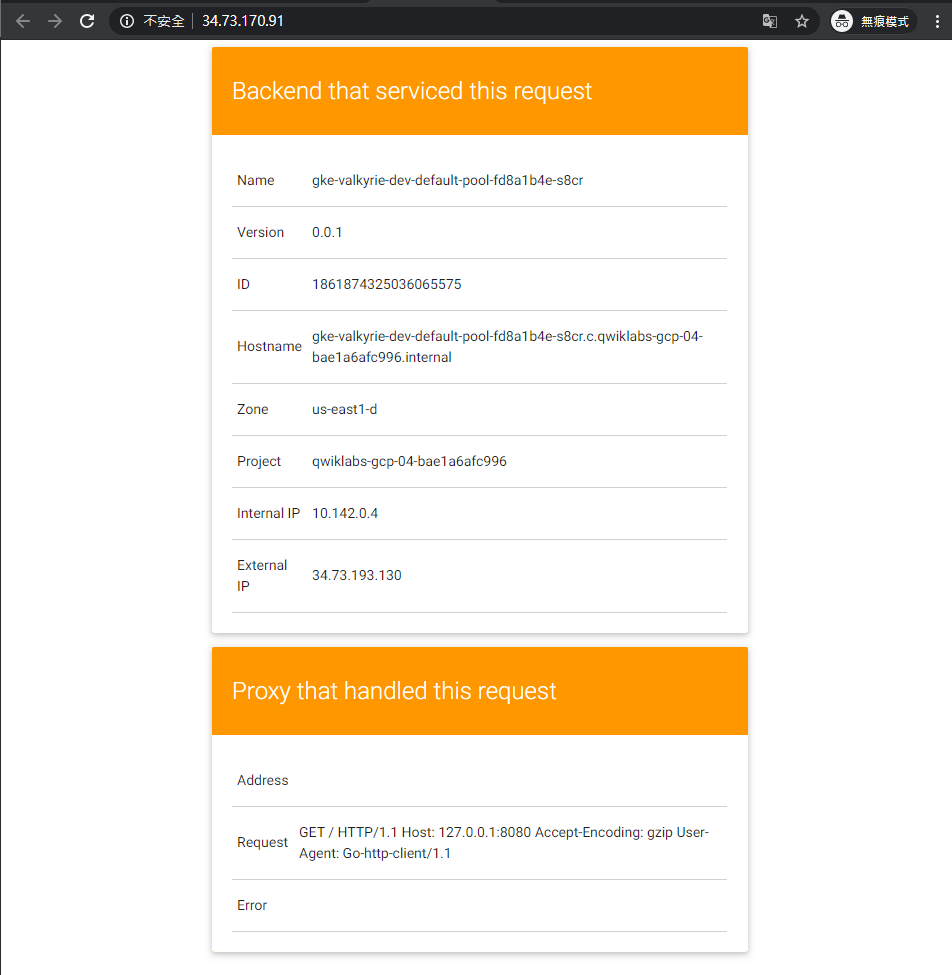 不安全 34.73.170.91 無痕模式
Backend that serviced this request
Name gke-valkyrie-dev-default-pool-fd8a1b4e-s8cr
Version 0.0.1
ID 1861874325036065575
Hostname gke-valkyrie-dev-default-pool-fd8a1b4e-s8cr.c.qwiklabs-gcp-04-
bae1a6afc996.internal
Zone us-east1-d
Project qwiklabs-gcp-04-bae1a6afc996
Internal IP 10.142.0.4
External
IP
34.73.193.130
Proxy that handled this request
Address
Request GET / HTTP/1.1 Host: 127.0.0.1:8080 Accept-Encoding: gzip User-
Agent: Go-http-client/1.1
Error